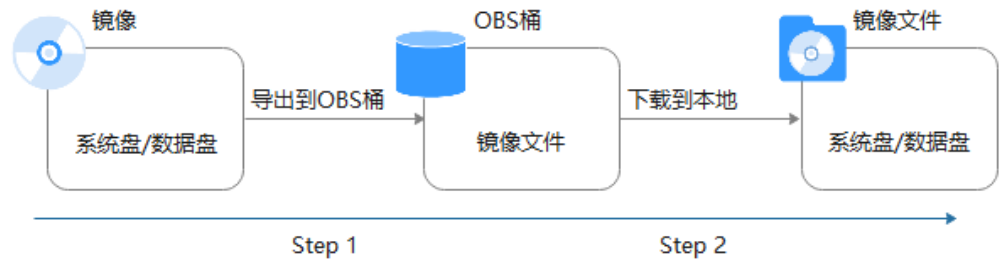 镜像
OBS桶
镜像文件
导出到OBS桶
下载到本地
系统盘/数据盘
镜像文件
系统盘/数据盘
Step 1
Step 2